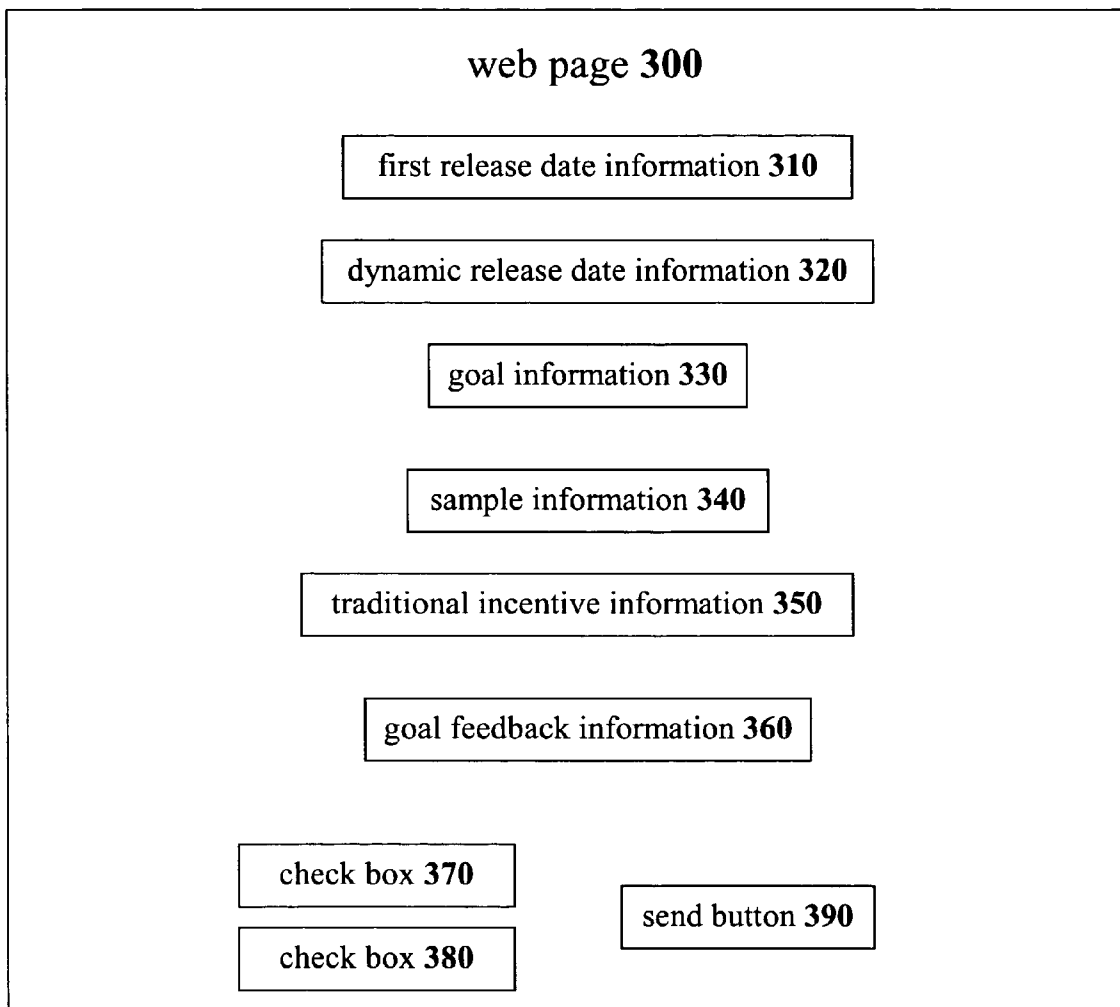 web page 300
first release date information 310
dynamic release date information 320
goal information 330
sample information 340
traditional incentive information 350
goal feedback information 360
check box 370
send button 390
check box 380